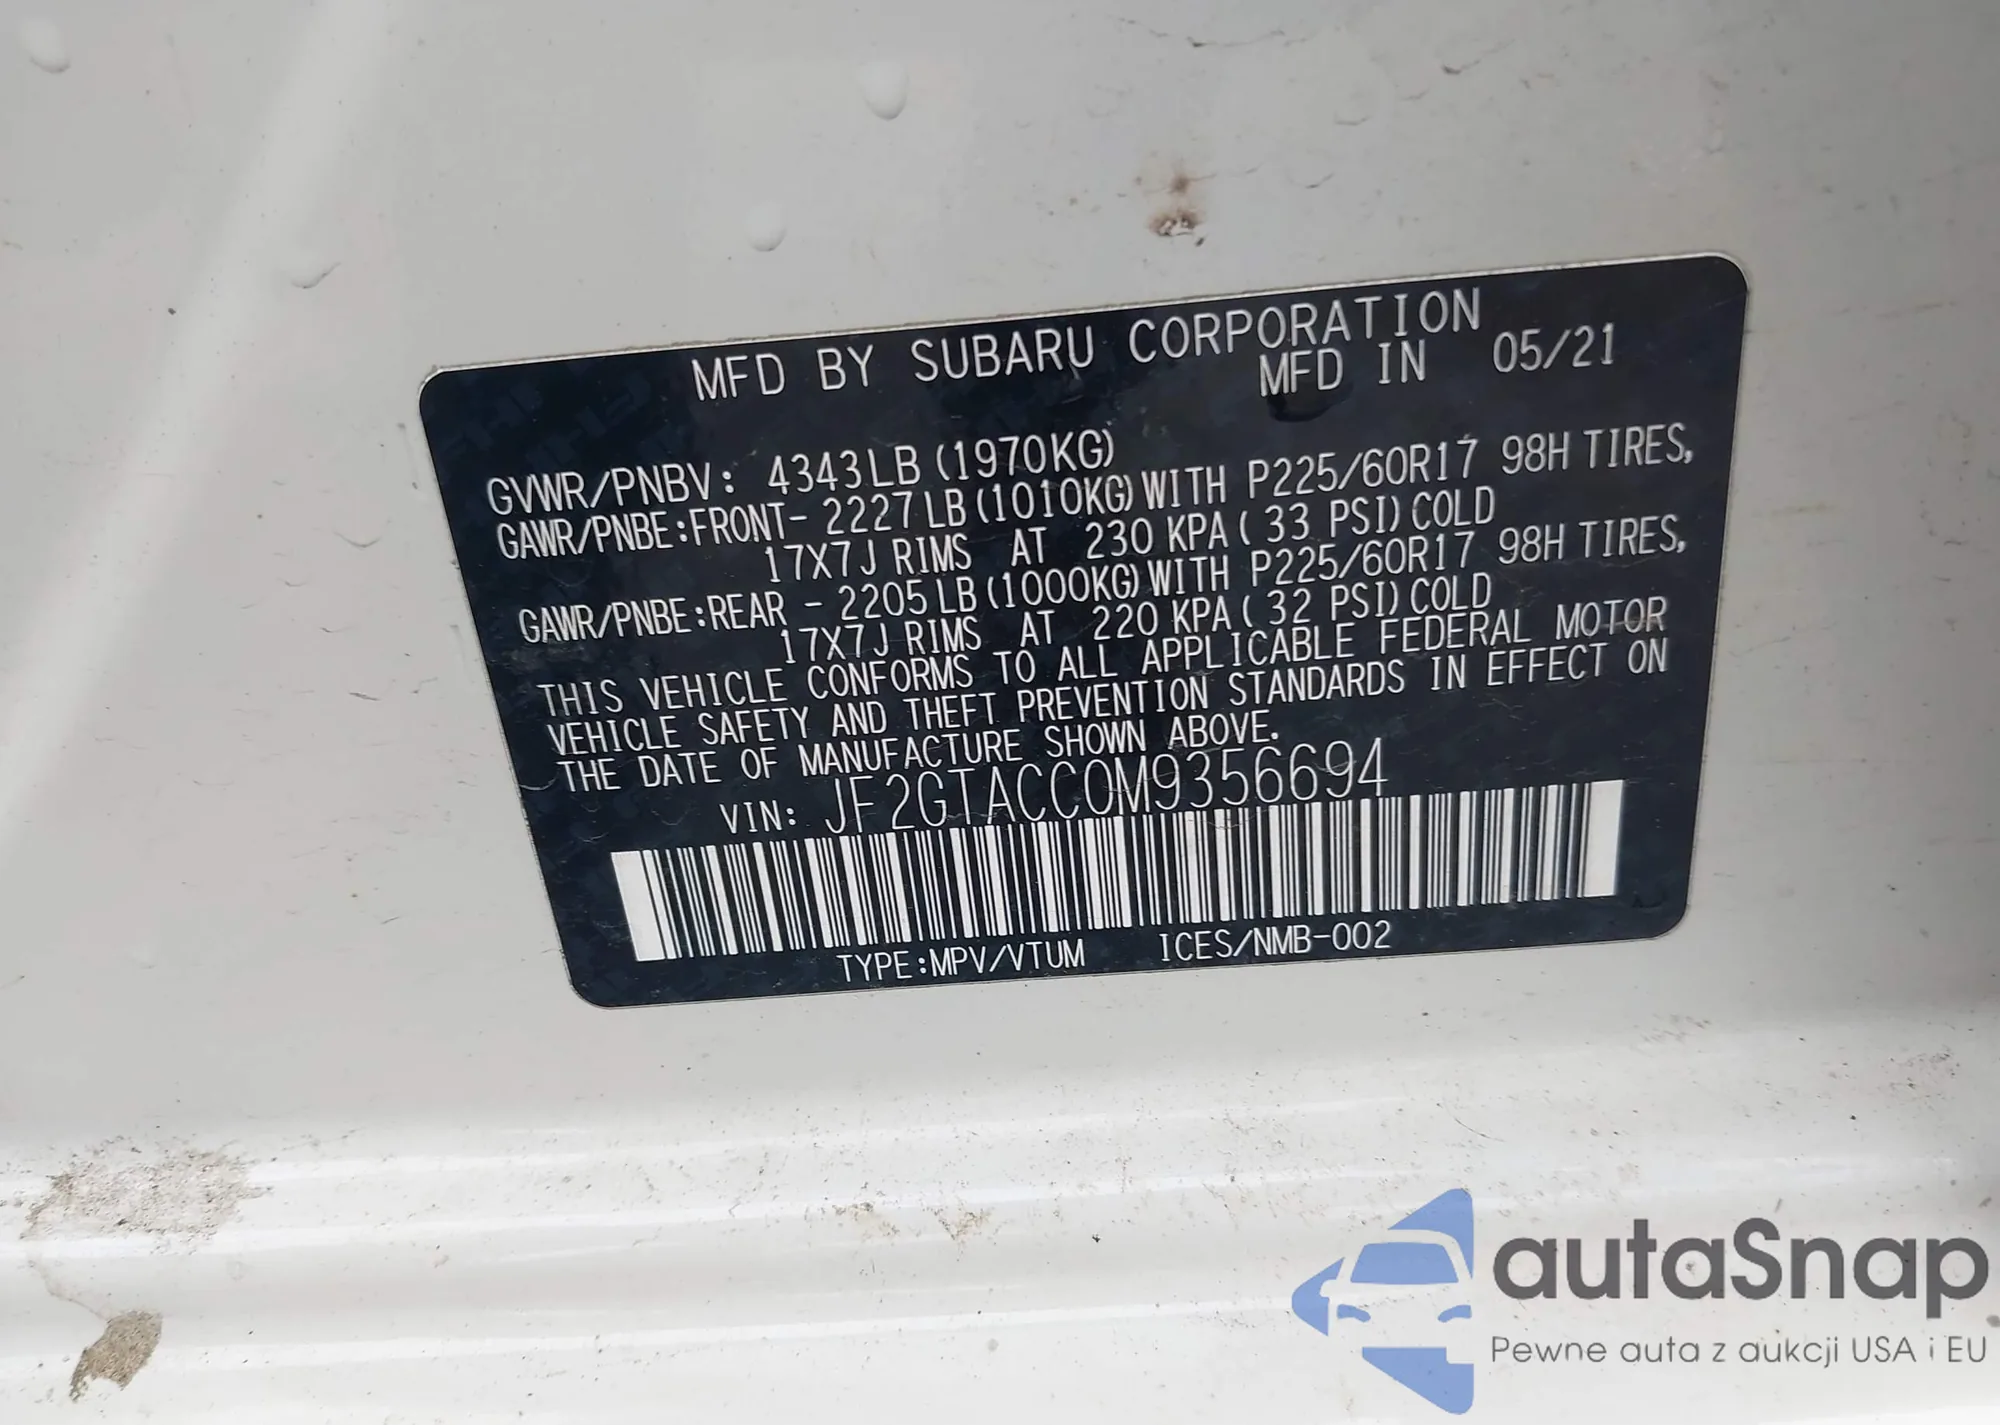 MFD BY SUBARU CORPORATION
MFD IN 05/21
GVWR/PNBV: 4343LB (1970KG)
GAWR/PNBE:FRONT- 2227LB (1010KG) WITH P225/60R17 98H TIRES,
17X7J RIMS AT 230 KPA ( 33 PSI) COLD
GAWR/PNBE:REAR - 2205LB (1000KG) WITH P225/60R17 98H TIRES,
17X7J RIMS AT 220 KPA ( 32 PSI) COLD
THIS VEHICLE CONFORMS TO ALL APPLICABLE FEDERAL MOTOR
VEHICLE SAFETY AND THEFT PREVENTION STANDARDS IN EFFECT ON
THE DATE OF MANUFACTURE SHOWN ABOVE.
VIN: JF2GTACC0M9356694
TYPE:MPV/VTUM ICES/NMB-002
autaSnap
Pewne auta z aukcji USA i EU